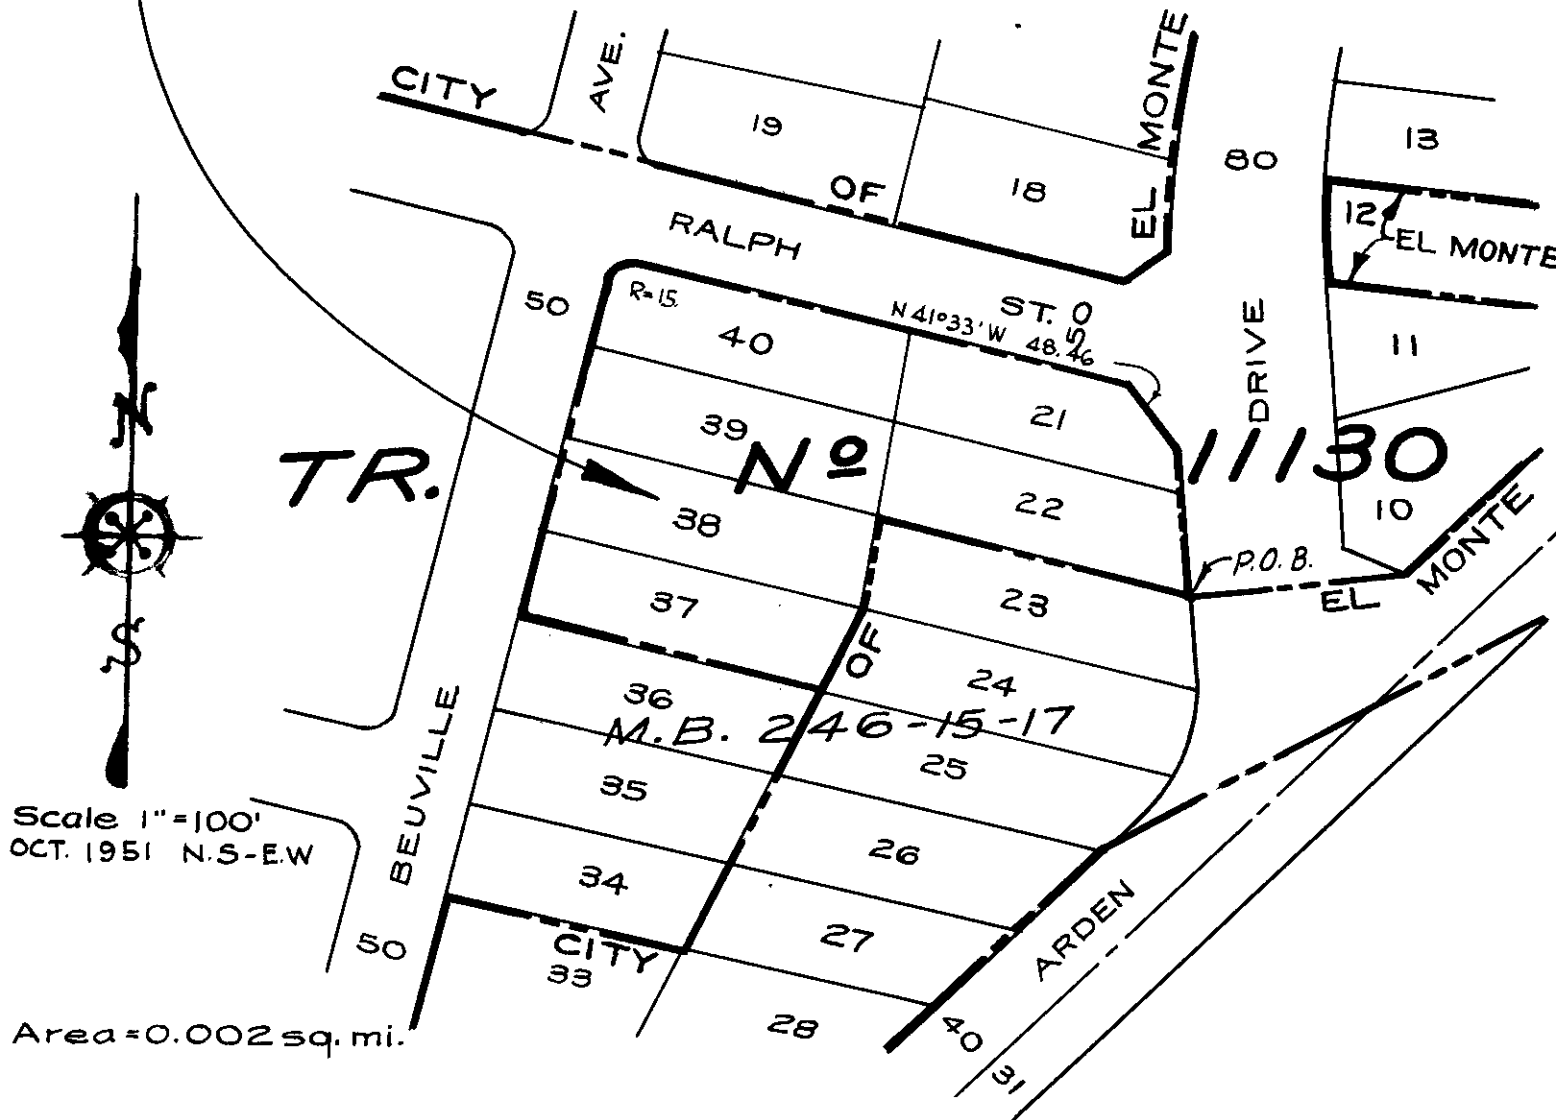 CITY
AVE.
MONTE
19
18
80
13
OF
EL
12
RALPH
EL MONTE
50
R=15.
ST.
50
N 41°33' W 48.46
40
DRIVE
11
39
21
N
TR. Nº 11130
38
22
10
P.O.B.
MONTE
EL
37
23
S
OF
36
24
M.B. 246-15-17
25
BEUVILLE
35
Scale 1"=100'
OCT. 1951 N.S-E.W
26
34
27
ARDEN
50
CITY
33
28
40
31
Area=0.002 sq. mi.